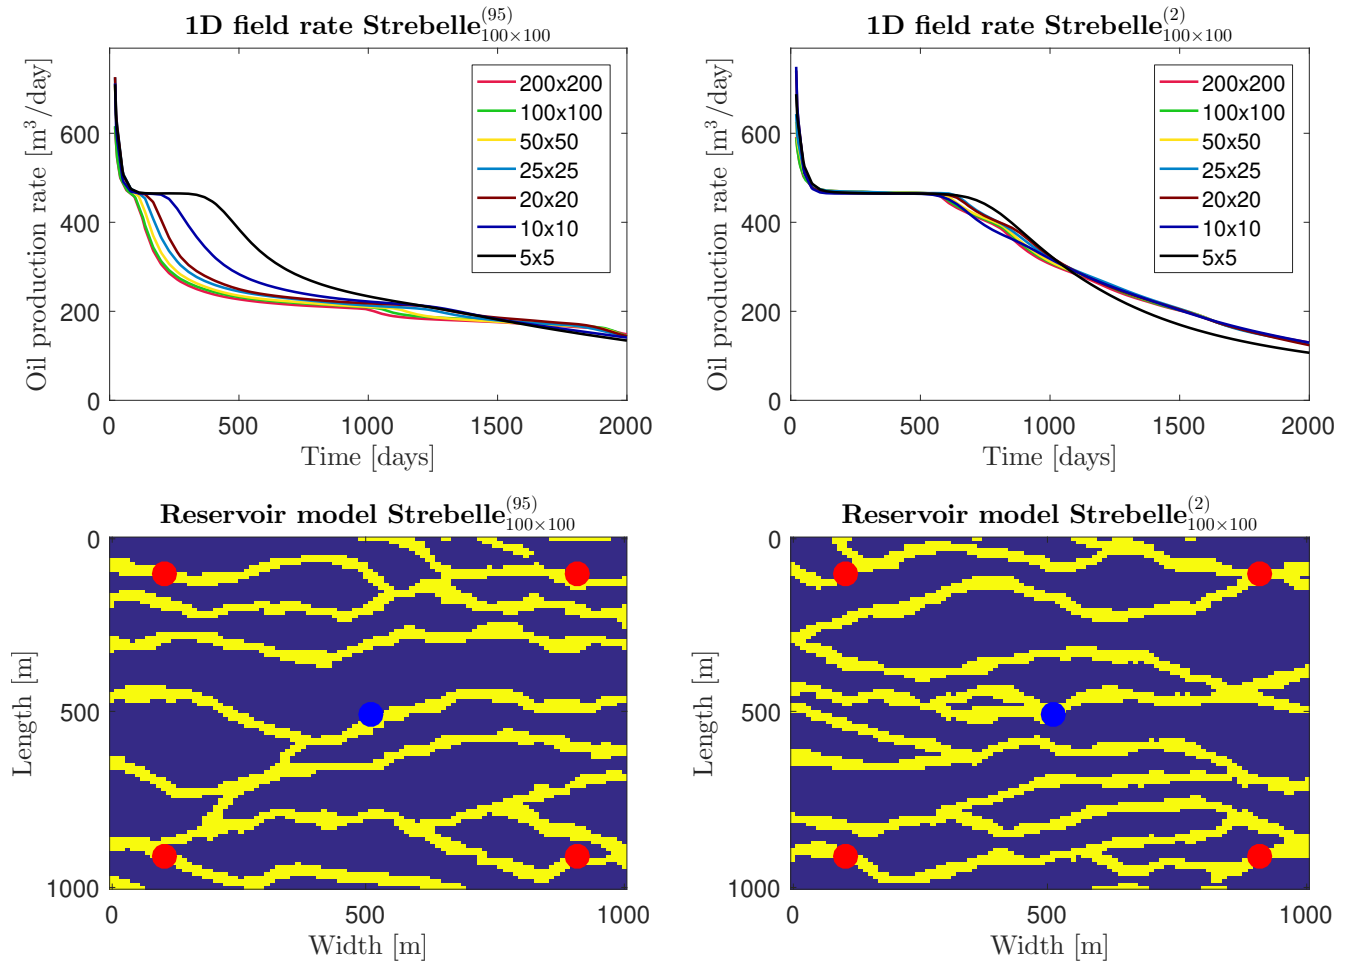 1D field rate Strebelle^(95)_100×100
Oil production rate [m³/day]
600
400
200
0
200x200
100x100
50x50
25x25
20x20
10x10
5x5
0 500 1000 1500 2000
Time [days]
1D field rate Strebelle^(2)_100×100
Oil production rate [m³/day]
600
400
200
0
200x200
100x100
50x50
25x25
20x20
10x10
5x5
0 500 1000 1500 2000
Time [days]
Reservoir model Strebelle^(95)_100×100
Length [m]
0
500
1000
0 500 1000
Width [m]
Reservoir model Strebelle^(2)_100×100
Length [m]
0
500
1000
0 500 1000
Width [m]